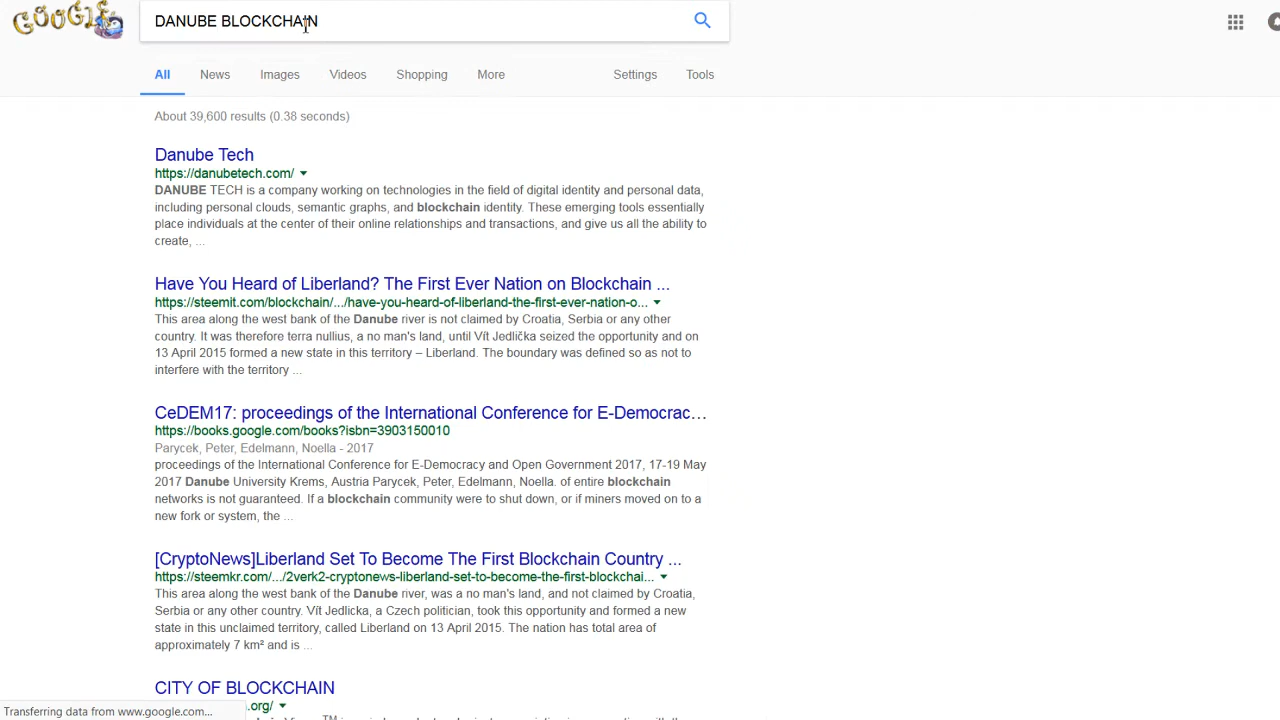 GOOGLE
DANUBE BLOCKCHAIN
All News Images Videos Shopping More Settings Tools
About 39,600 results (0.38 seconds)
Danube Tech
https://danubetech.com/
DANUBE TECH is a company working on technologies in the field of digital identity and personal data,
including personal clouds, semantic graphs, and blockchain identity. These emerging tools essentially
place individuals at the center of their online relationships and transactions, and give us all the ability to
create, ...
Have You Heard of Liberland? The First Ever Nation on Blockchain ...
https://steemit.com/blockchain/.../have-you-heard-of-liberland-the-first-ever-nation-o...
This area along the west bank of the Danube river is not claimed by Croatia, Serbia or any other
country. It was therefore terra nullius, a no man's land, until Vít Jedlička seized the opportunity and on
13 April 2015 formed a new state in this territory – Liberland. The boundary was defined so as not to
interfere with the territory ...
CeDEM17: proceedings of the International Conference for E-Democrac...
https://books.google.com/books?isbn=3903150010
Parycek, Peter, Edelmann, Noella - 2017
proceedings of the International Conference for E-Democracy and Open Government 2017, 17-19 May
2017 Danube University Krems, Austria Parycek, Peter, Edelmann, Noella. of entire blockchain
networks is not guaranteed. If a blockchain community were to shut down, or if miners moved on to a
new fork or system, the ...
[CryptoNews]Liberland Set To Become The First Blockchain Country ...
https://steemkr.com/.../2verk2-cryptonews-liberland-set-to-become-the-first-blockchai...
This area along the west bank of the Danube river, was a no man's land, and not claimed by Croatia,
Serbia or any other country. Vít Jedlicka, a Czech politician, took this opportunity and formed a new
state in this unclaimed territory, called Liberland on 13 April 2015. The nation has total area of
approximately 7 km² and is ...
CITY OF BLOCKCHAIN
.org/
Transferring data from www.google.com...